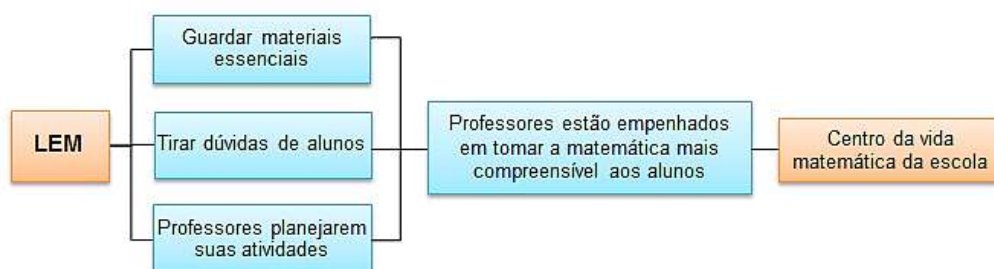 LEM
Guardar materiais
essenciais
Tirar dúvidas de alunos
Professores planejarem
suas atividades
Professores estão empenhados
em tomar a matemática mais
compreensível aos alunos
Centro da vida
matemática da escola